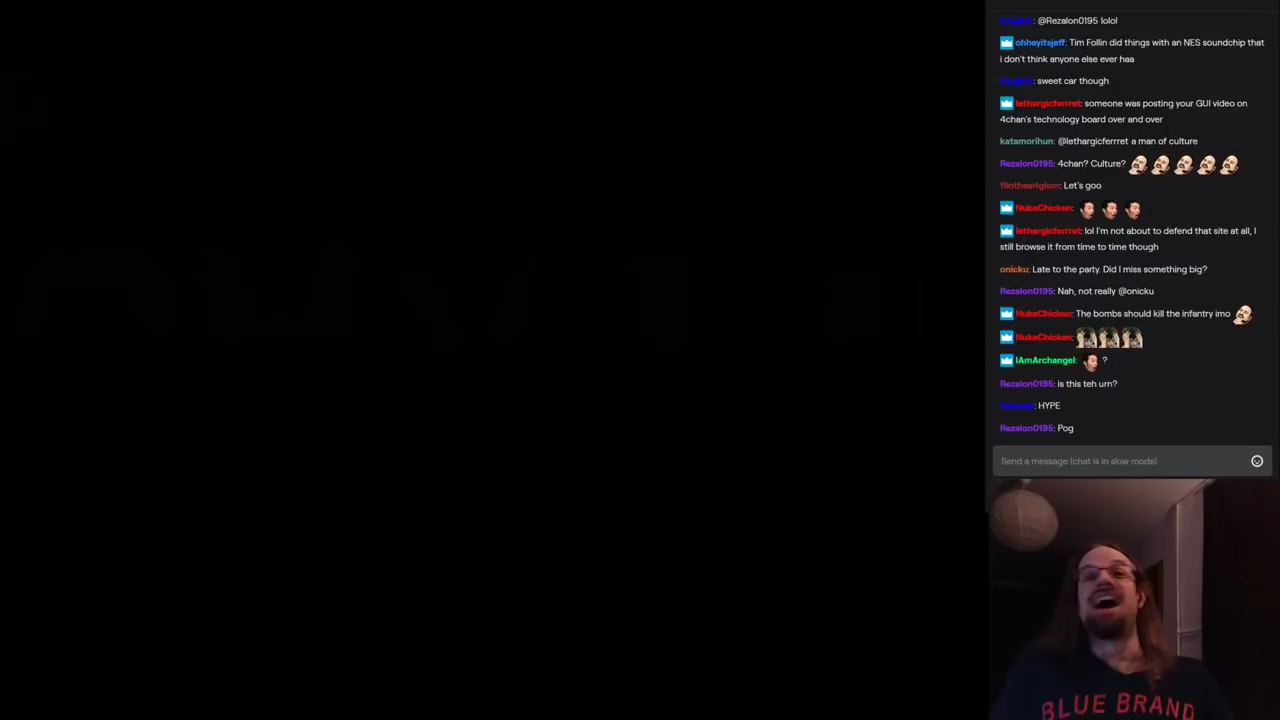 : @Rezalon0195 lolol
ohheyitsjeff: Tim Follin did things with an NES soundchip that
i don't think anyone else ever haa
: sweet car though
lethargicferrret: someone was posting your GUI video on
4chan's technology board over and over
katamorihun: @lethargicferrret a man of culture
Rezalon0195: 4chan? Culture?
: Let's goo
NukeChicken:
lethargicferrret: lol I'm not about to defend that site at all, I
still browse it from time to time though
onicku: Late to the party. Did I miss something big?
Rezalon0195: Nah, not really @onicku
NukeChicken: The bombs should kill the infantry imo
NukeChicken:
IAmArchangel: ?
Rezalon0195: is this teh urn?
: HYPE
Rezalon0195: Pog
Send a message (chat is in slow mode)
BLUE BRAND